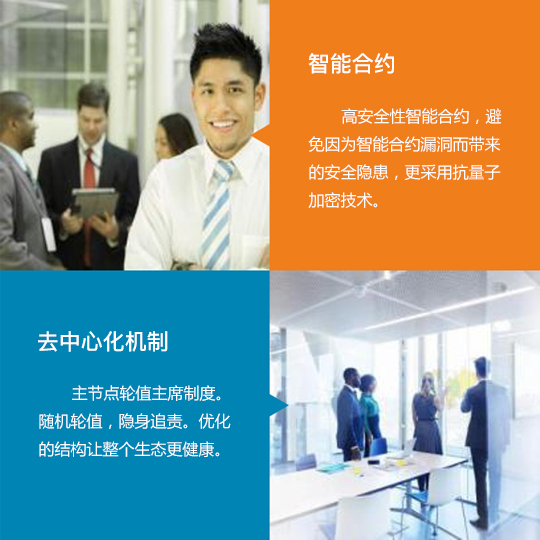 智能合约
高安全性智能合约，避
免因为智能合约漏洞而带来
的安全隐患，更采用抗量子
加密技术。
去中心化机制
主节点轮值主席制度。
随机轮值，隐身追责。优化
的结构让整个生态更健康。